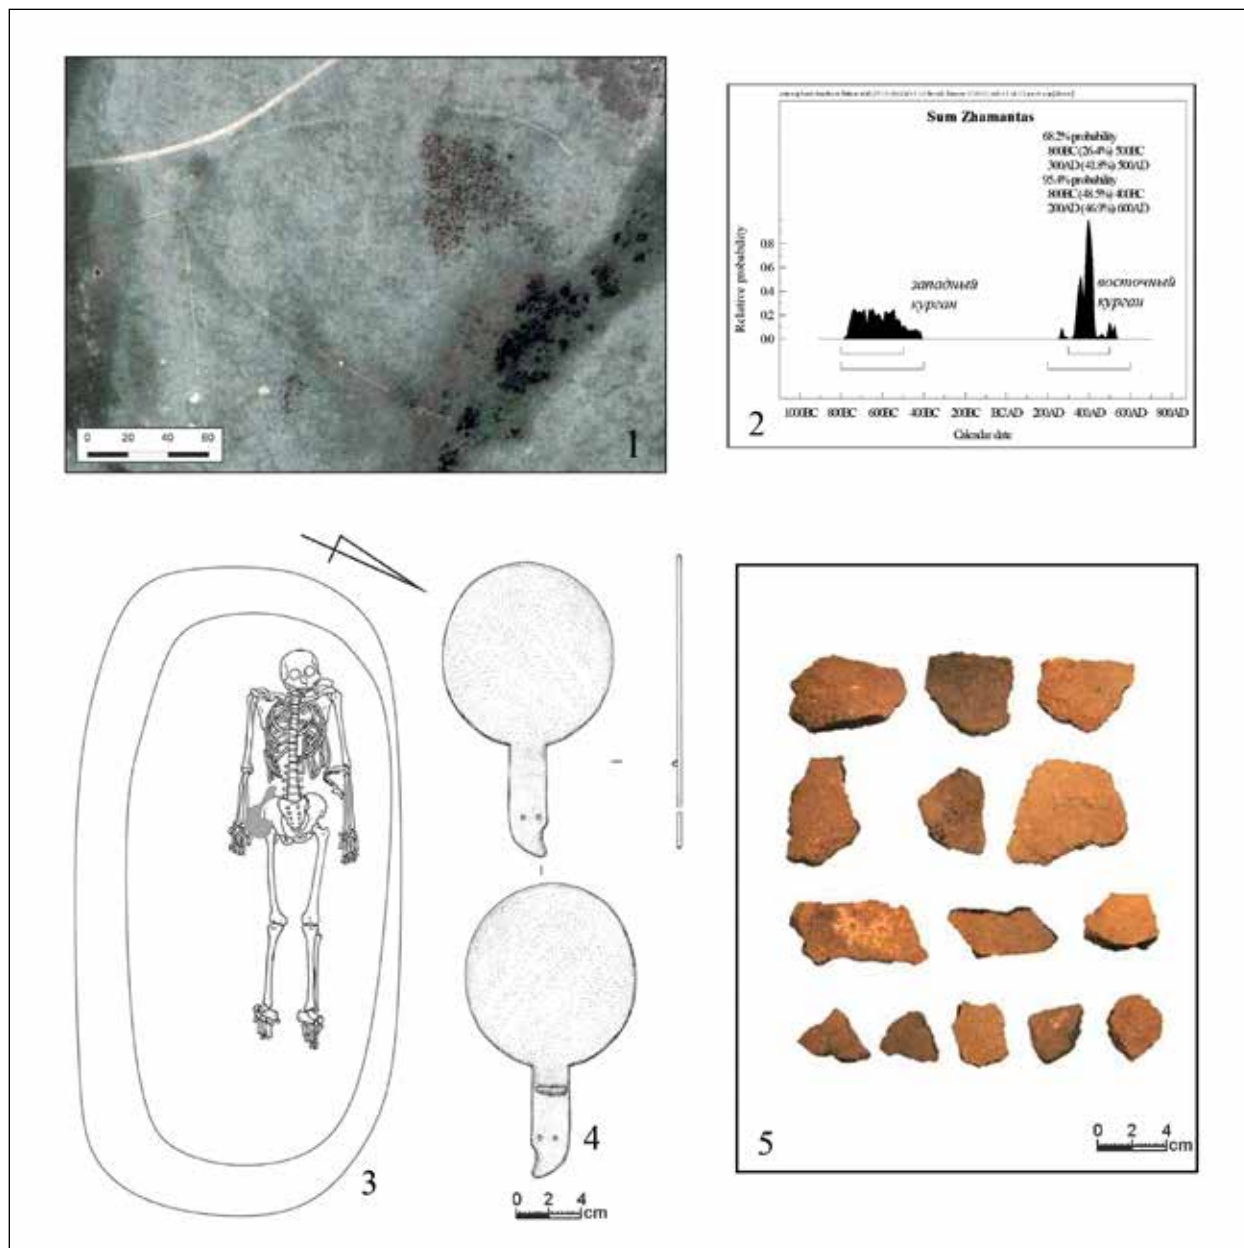 0 20 40 60
1
Sum Zhamantas
68.2% probability
800BC (26.4%) 500BC
300AD (41.8%) 500AD
95.4% probability
800BC (48.5%) 400BC
200AD (46.9%) 600AD
Relative probability
0.8
0.6
0.4
0.2
0.0
западный
курган
восточный
курган
1000BC 800BC 600BC 400BC 200BC BC/AD 200AD 400AD 600AD 800AD
Calendar date
2
3
4
0 2 4
cm
5
0 2 4
cm